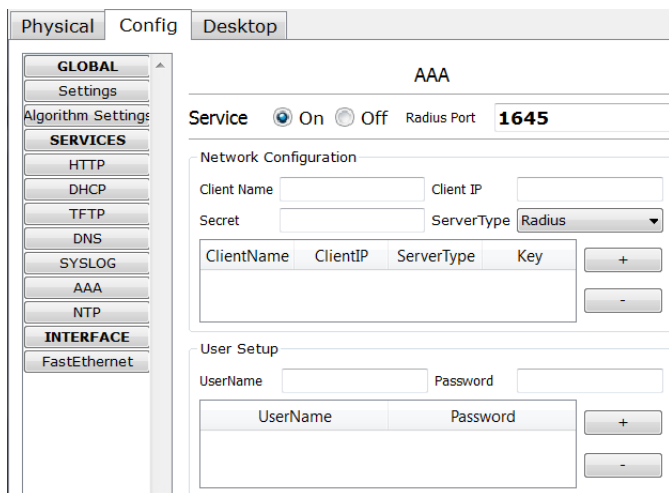 Physical Config Desktop
GLOBAL
Settings
Algorithm Settings
SERVICES
HTTP
DHCP
TFTP
DNS
SYSLOG
AAA
NTP
INTERFACE
FastEthernet
AAA
Service On Off Radius Port 1645
Network Configuration
Client Name Client IP
Secret ServerType Radius
ClientName ClientIP ServerType Key
+
-
User Setup
UserName Password
UserName Password
+
-